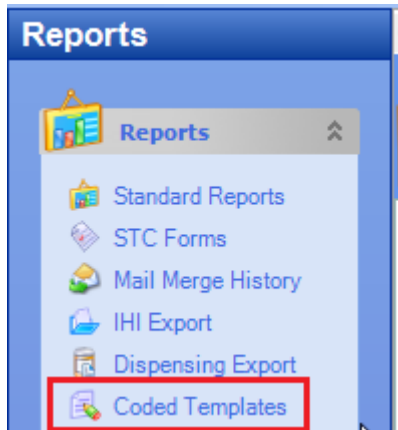 Reports
Reports
Standard Reports
STC Forms
Mail Merge History
IHI Export
Dispensing Export
Coded Templates